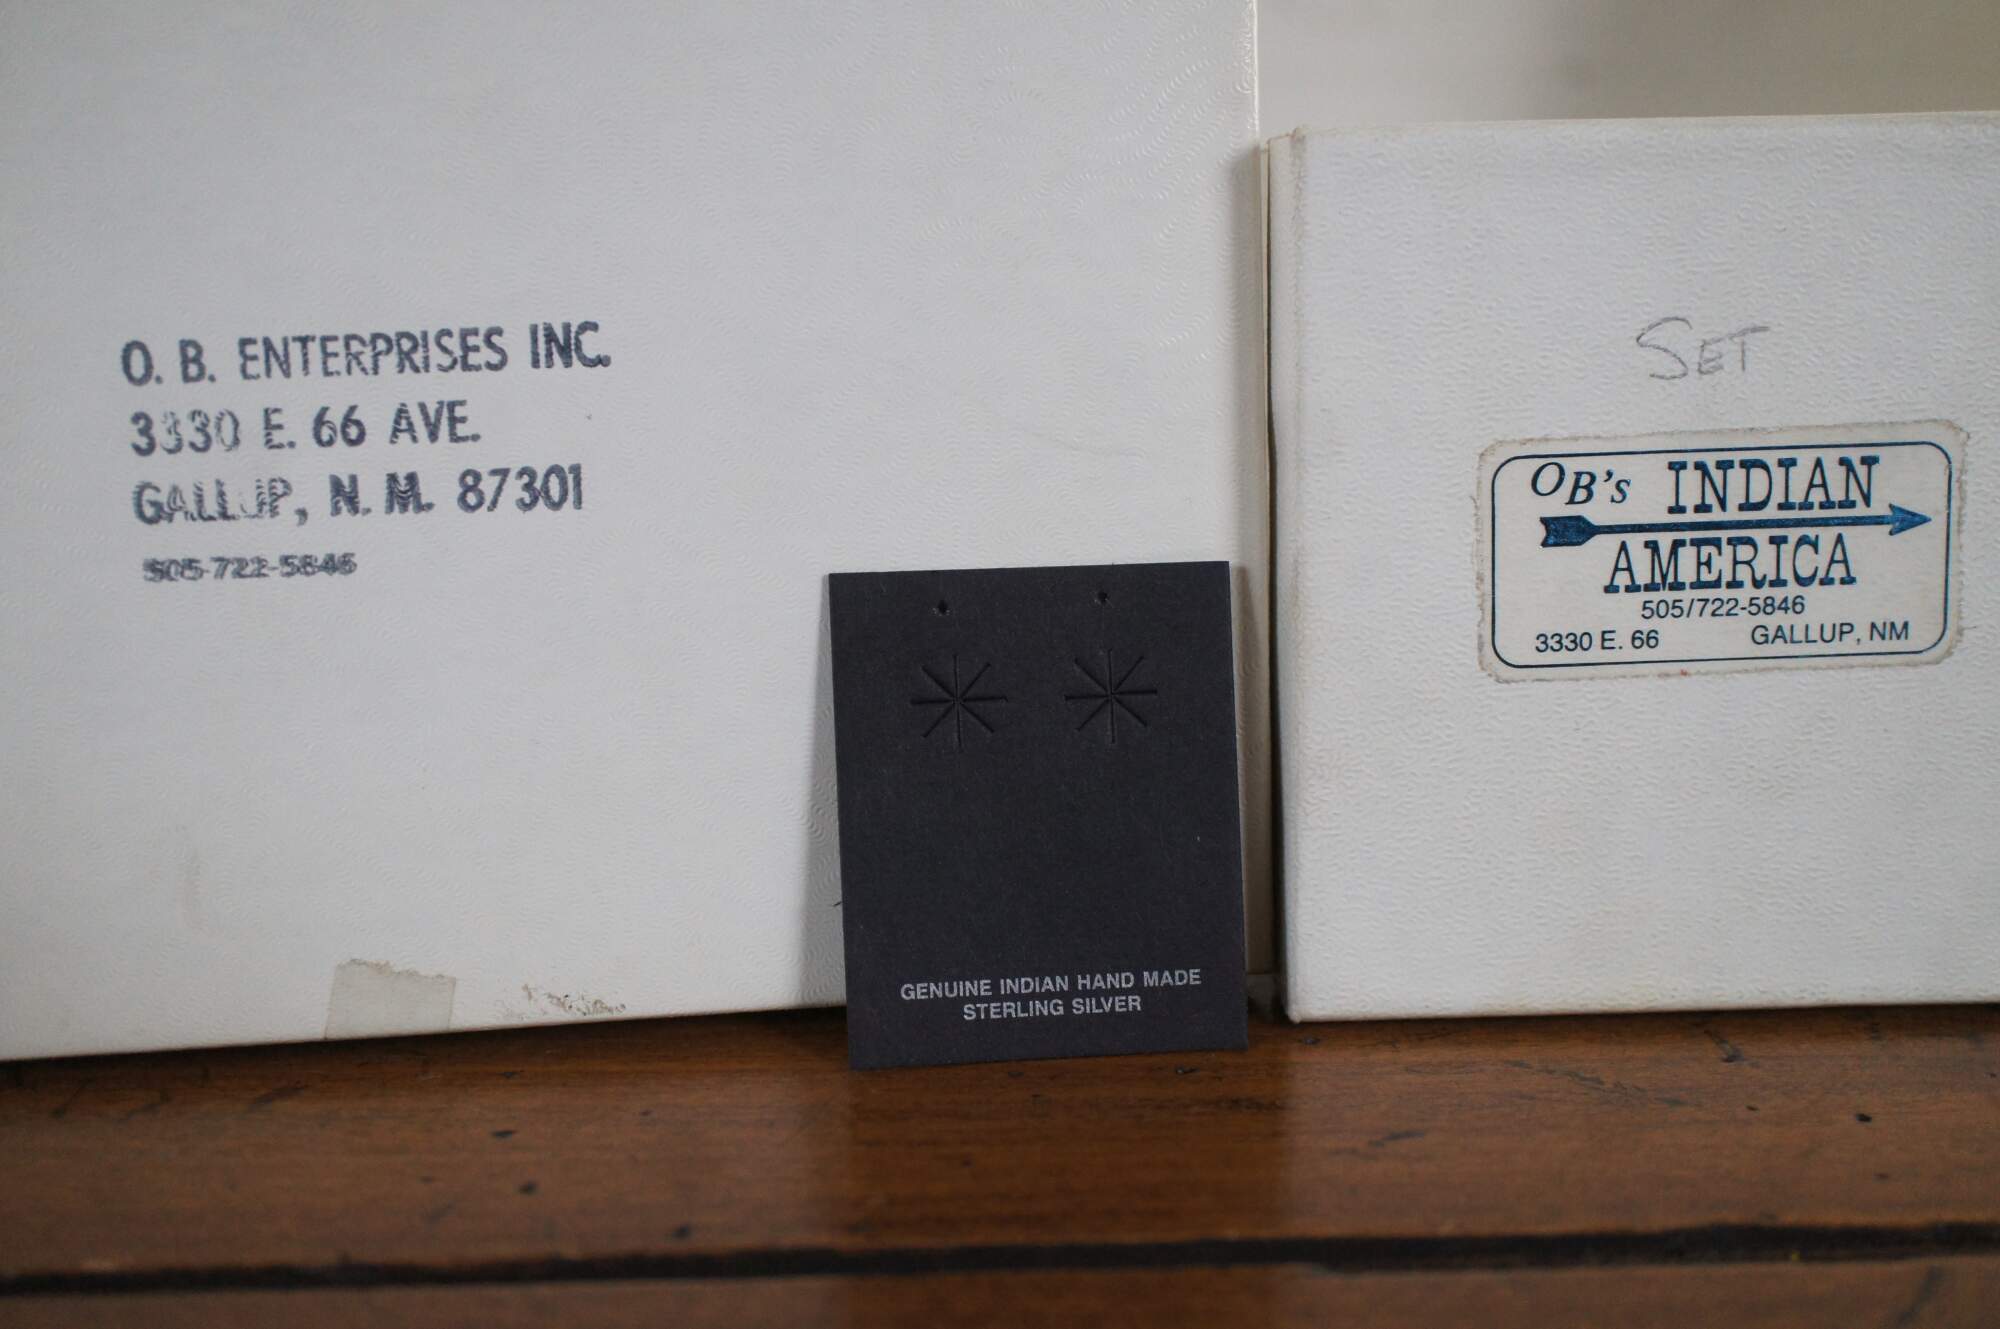 O. B. ENTERPRISES INC.
3330 E. 66 AVE.
GALLUP, N. M. 87301
505-722-5846
GENUINE INDIAN HAND MADE
STERLING SILVER
SET
OB's INDIAN
AMERICA
505/722-5846
3330 E. 66 GALLUP, NM